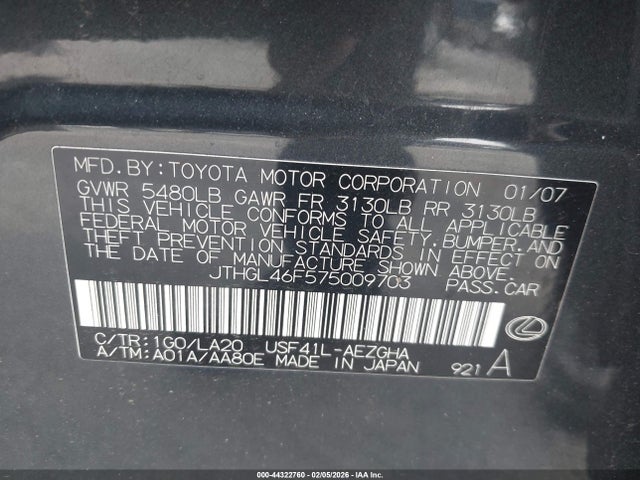 MFD.BY:TOYOTA MOTOR CORPORATION 01/07
GVWR 5480LB GAWR FR 3130LB RR 3130LB
THIS VEHICLE CONFORMS TO ALL APPLICABLE
FEDERAL MOTOR VEHICLE SAFETY,BUMPER,AND
THEFT PREVENTION STANDARDS IN EFFECT ON
THE DATE OF MANUFACTURE SHOWN ABOVE.
JTHGL46F575009703 PASS.CAR
C/TR:1G0/LA20 USF41L-AEZGHA
A/TM:A01A/AA80E MADE IN JAPAN 921 A
000-44322760 - 02/05/2026 - IAA Inc.